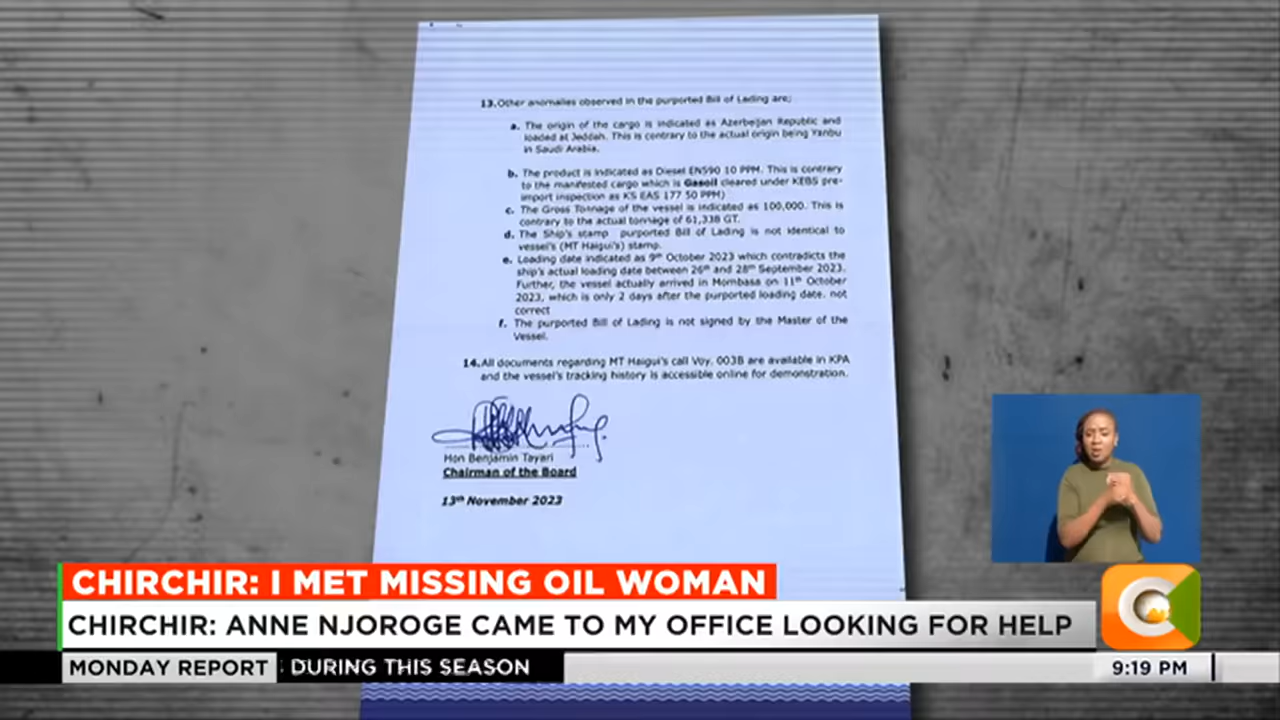 13. Other anomalies observed in the purported Bill of Lading are;
a. The origin of the cargo is indicated as Azerbeijan Republic and
loaded at Jeddah. This is contrary to the actual origin being Yanbu
in Saudi Arabia.
b. The product is indicated as Diesel EN590 10 PPM. This is contrary
to the manifested cargo which is Gasoil cleared under KEBS pre-
import inspection as KS EAS 177 50 PPM)
c. The Gross Tonnage of the vessel is indicated as 100,000. This is
contrary to the actual tonnage of 61,338 GT.
d. The Ship's stamp purported Bill of Lading is not identical to
vessel's (MT Haigui's) stamp.
e. Loading date indicated as 9th October 2023 which contradicts the
ship's actual loading date between 26th and 28th September 2023.
Further, the vessel actually arrived in Mombasa on 11th October
2023, which is only 2 days after the purported loading date. not
correct
f. The purported Bill of Lading is not signed by the Master of the
Vessel.
14. All documents regarding MT Haigui's call Voy. 003B are available in KPA
and the vessel's tracking history is accessible online for demonstration.
Hon Benjamin Tayari
Chairman of the Board
13th November 2023
CHIRCHIR: I MET MISSING OIL WOMAN
CHIRCHIR: ANNE NJOROGE CAME TO MY OFFICE LOOKING FOR HELP
MONDAY REPORT DURING THIS SEASON
9:19 PM